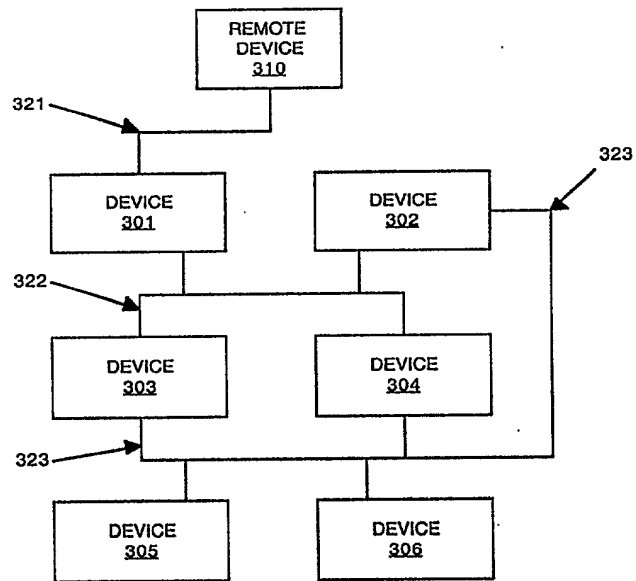 REMOTE
DEVICE
310
321
323
DEVICE
301
DEVICE
302
322
DEVICE
303
DEVICE
304
323
DEVICE
305
DEVICE
306